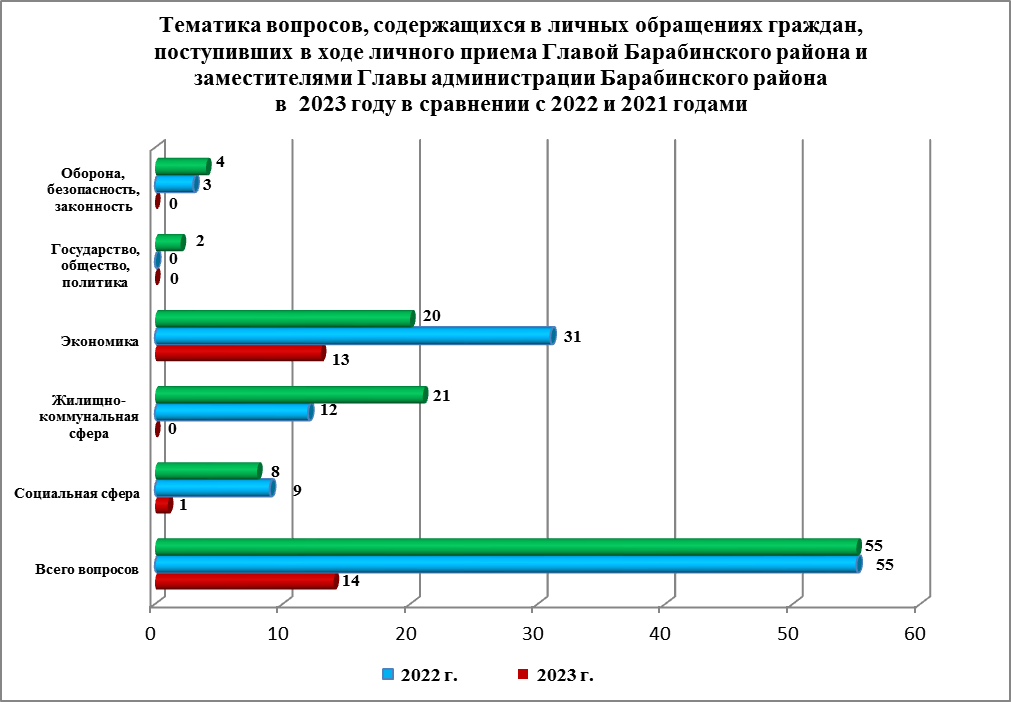 Тематика вопросов, содержащихся в личных обращениях граждан,
поступивших в ходе личного приема Главой Барабинского района и
заместителями Главы администрации Барабинского района
в 2023 году в сравнении с 2022 и 2021 годами
Оборона,
безопасность,
законность
4
3
0
Государство,
общество,
политика
2
0
0
Экономика
20
31
13
Жилищно-
коммунальная
сфера
21
12
0
Социальная сфера
8
9
1
Всего вопросов
55
55
14
0 10 20 30 40 50 60
2022 г. 2023 г.